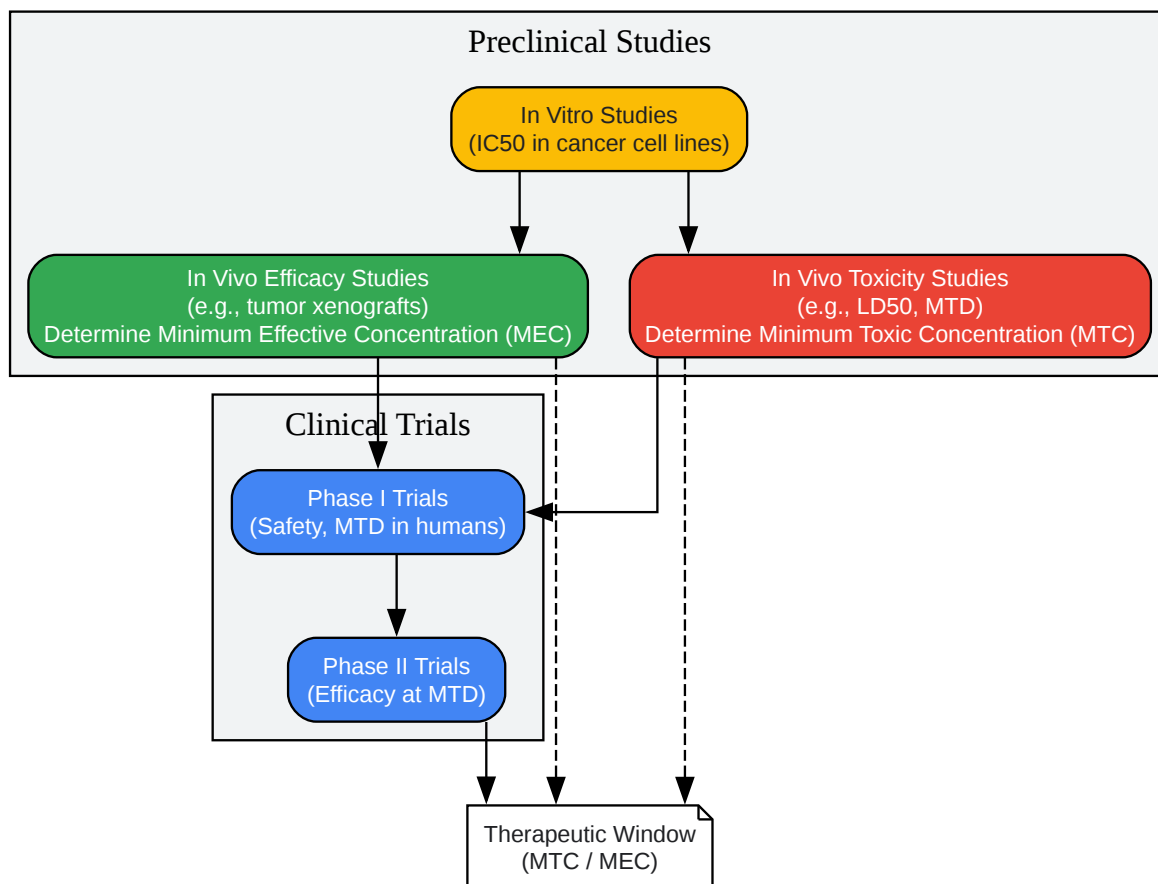 Preclinical Studies
In Vitro Studies
(IC50 in cancer cell lines)
In Vivo Efficacy Studies
(e.g., tumor xenografts)
Determine Minimum Effective Concentration (MEC)
In Vivo Toxicity Studies
(e.g., LD50, MTD)
Determine Minimum Toxic Concentration (MTC)
Clinical Trials
Phase I Trials
(Safety, MTD in humans)
Phase II Trials
(Efficacy at MTD)
Therapeutic Window
(MTC / MEC)